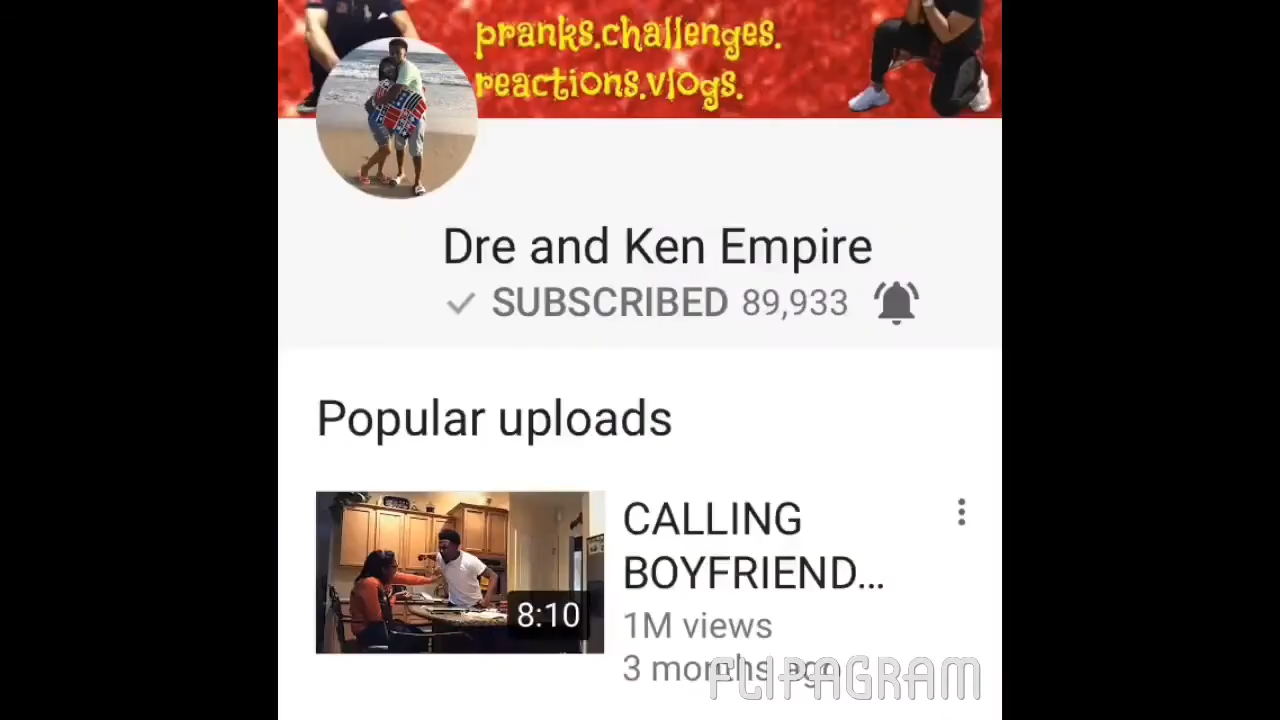 pranks.challenges.
reactions.vlogs.
Dre and Ken Empire
SUBSCRIBED 89,933
Popular uploads
CALLING
BOYFRIEND...
8:10
1M views
3 months ago
FLIPAGRAM